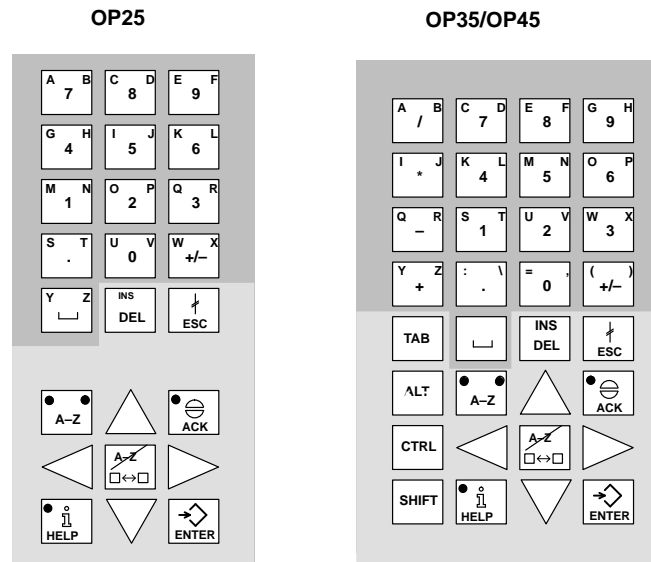 OP25
OP35/OP45
A B C D E F
7 8 9
G H I J K L
4 5 6
M N O P Q R
1 2 3
S T U V W X
. 0 +/–
Y Z INS
DEL ESC
A–Z ACK
A–Z
□↔□
HELP ENTER
A B C D E F G H
/ 7 8 9
I J K L M N O P
* 4 5 6
Q R S T U V W X
– 1 2 3
Y Z : \ = , ( )
+ . 0 +/–
TAB INS
DEL ESC
ALT A–Z ACK
CTRL A–Z
□↔□
SHIFT HELP ENTER